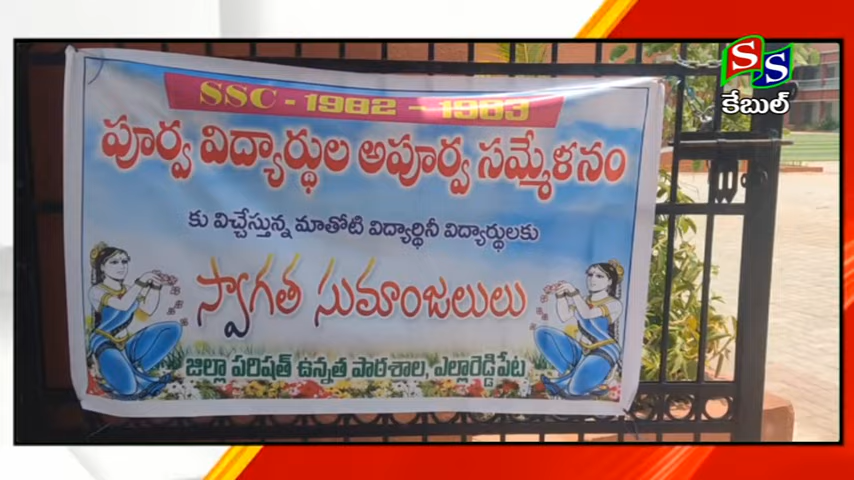 SSC - 1982 - 1983
పూర్వ విద్యార్థుల అపూర్వ సమ్మేళనం
కు విచ్చేస్తున్న మాతోటి విద్యార్థినీ విద్యార్థులకు
స్వాగత సుమాంజలులు
జిల్లా పరిషత్ ఉన్నత పాఠశాల, ఎల్లారెడ్డిపేట
SS
కేబుల్